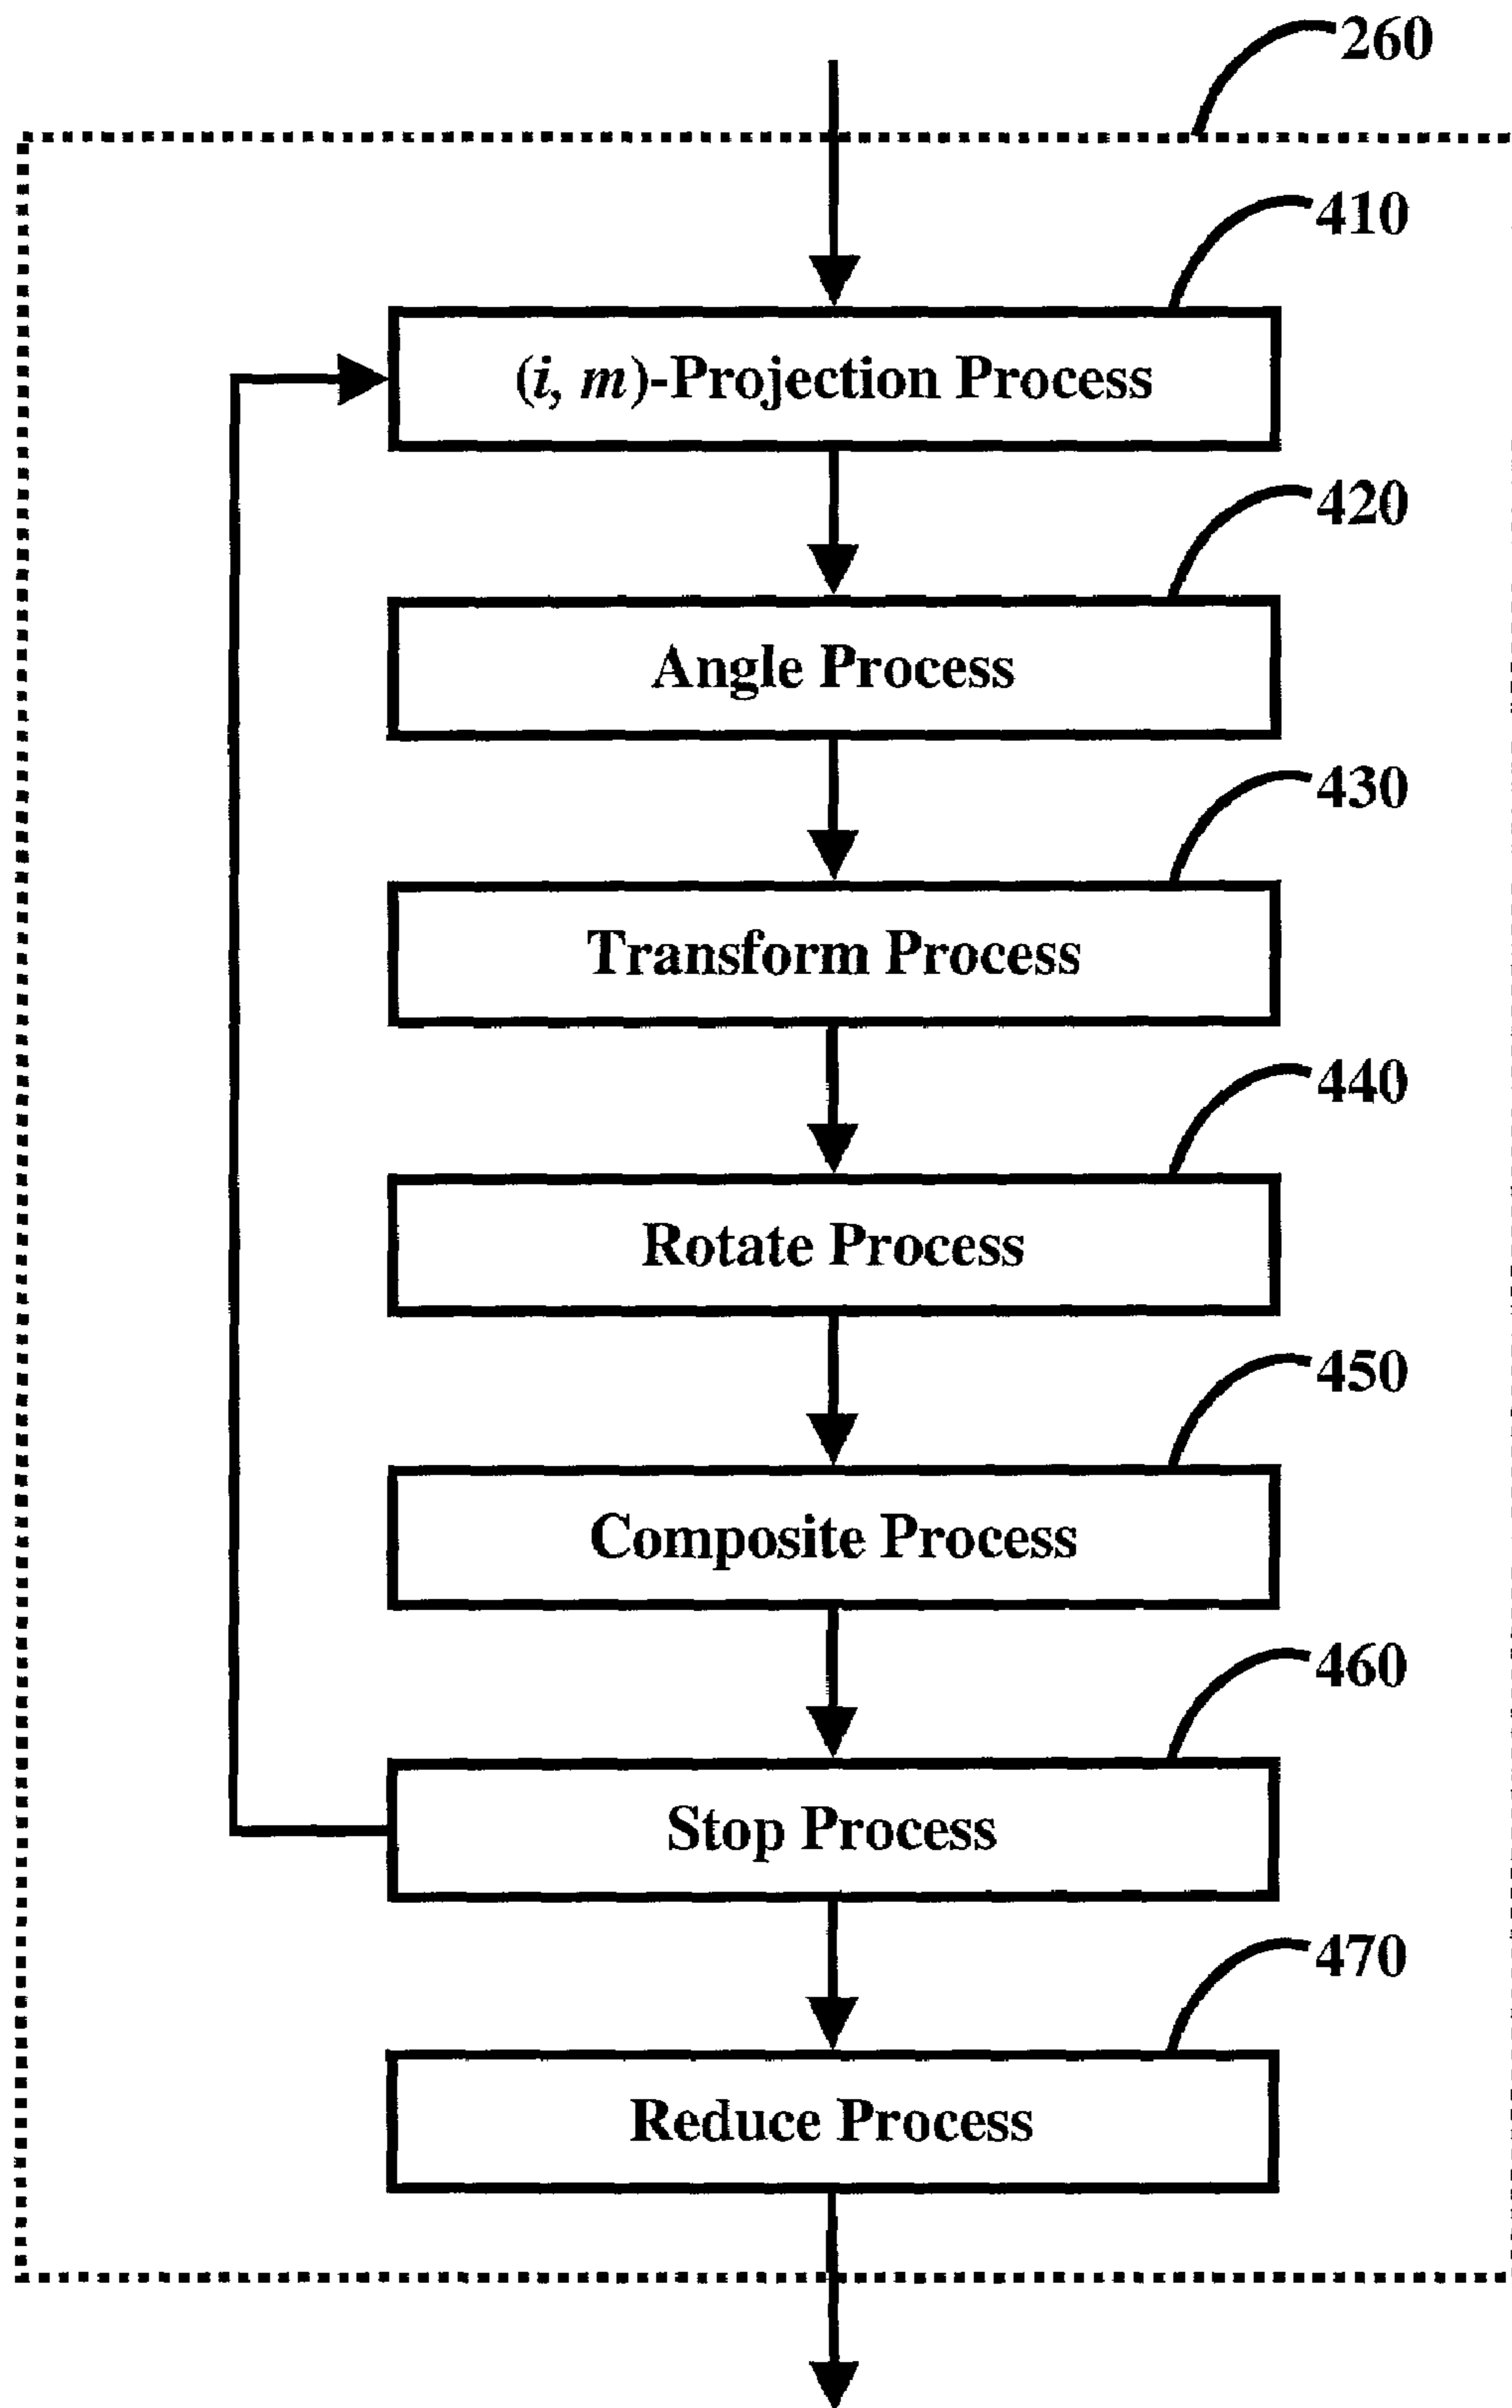 260
410
(i, m)-Projection Process
420
Angle Process
430
Transform Process
440
Rotate Process
450
Composite Process
460
Stop Process
470
Reduce Process